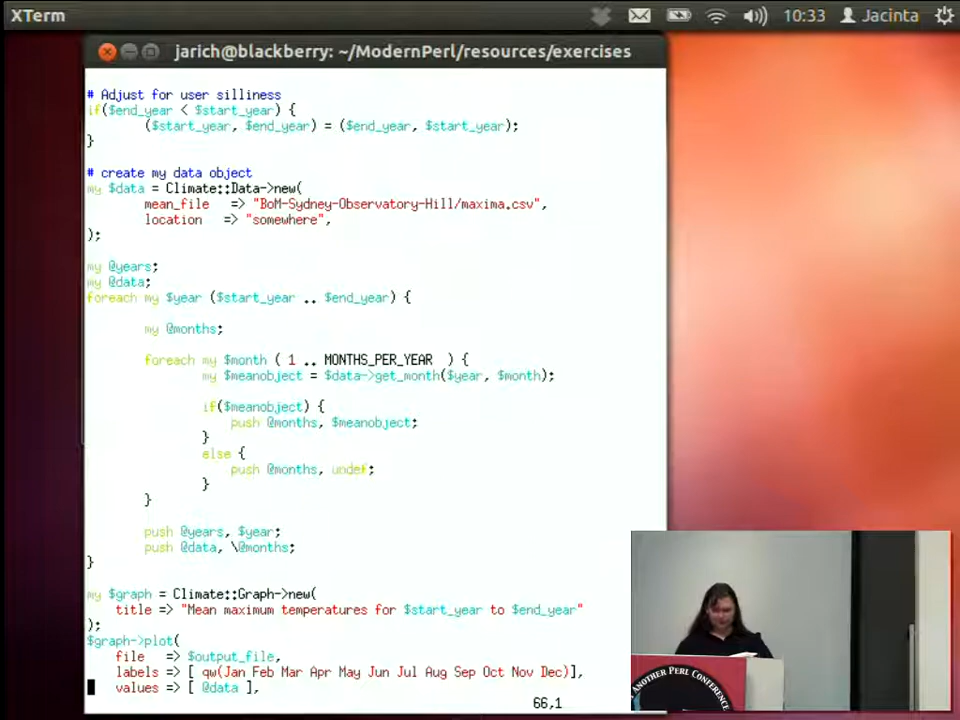 XTerm
10:33 Jacinta
jarich@blackberry: ~/ModernPerl/resources/exercises
# Adjust for user silliness
if($end_year < $start_year) {
($start_year, $end_year) = ($end_year, $start_year);
}
# create my data object
my $data = Climate::Data->new(
mean_file => "BoM-Sydney-Observatory-Hill/maxima.csv",
location => "somewhere",
);
my @years;
my @data;
foreach my $year ($start_year .. $end_year) {
my @months;
foreach my $month ( 1 .. MONTHS_PER_YEAR ) {
my $meanobject = $data->get_month($year, $month);
if($meanobject) {
push @months, $meanobject;
}
else {
push @months, undef;
}
}
push @years, $year;
push @data, \@months;
}
my $graph = Climate::Graph->new(
title => "Mean maximum temperatures for $start_year to $end_year"
);
$graph->plot(
file => $output_file,
labels => [ qw(Jan Feb Mar Apr May Jun Jul Aug Sep Oct Nov Dec)],
values => [ @data ],
66,1
ANOTHER PERL CONFERENCE